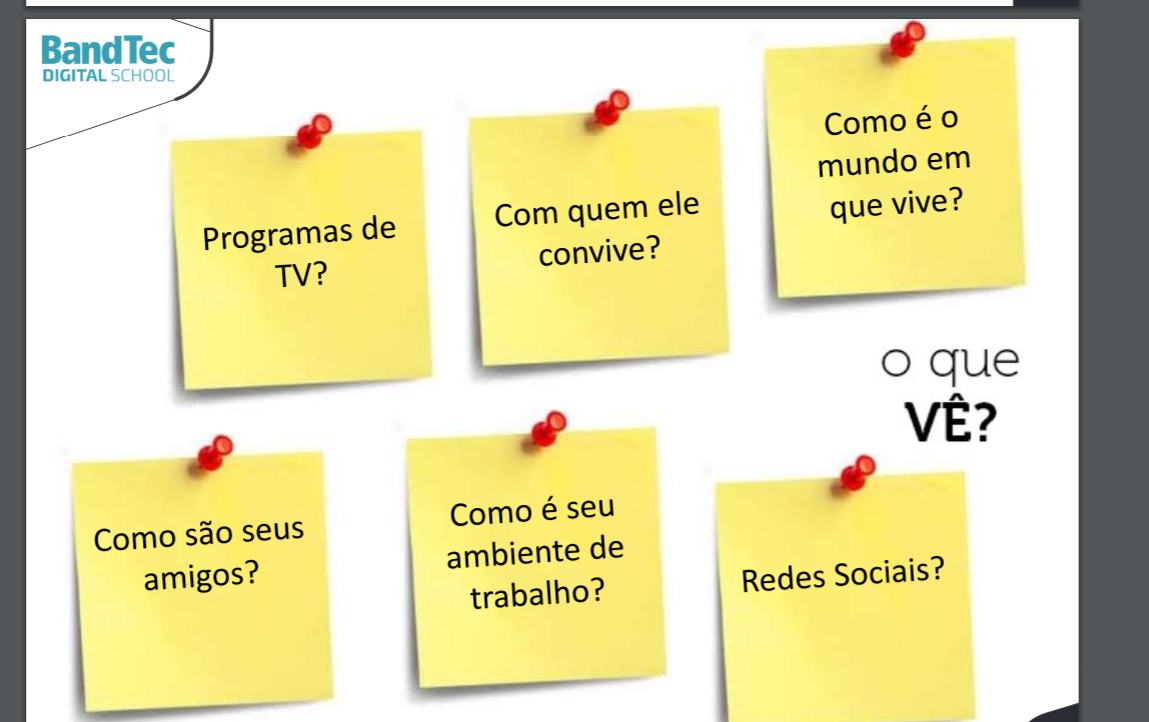 BandTec
DIGITAL SCHOOL
Programas de
TV?
Com quem ele
convive?
Como é o
mundo em
que vive?
o que
VÊ?
Como são seus
amigos?
Como é seu
ambiente de
trabalho?
Redes Sociais?